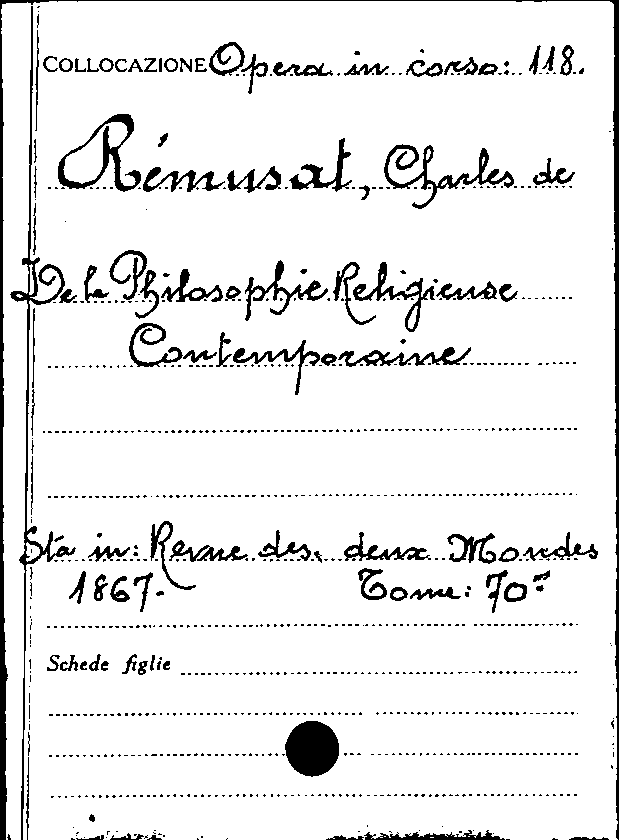 COLLOCAZIONE Opera in corso: 118.
Rémusat, Charles de
De la Philosophie Religieuse
Contemporaine
Sta in: Revue des deux Mondes
1867. Tome: 70º
Schede figlie